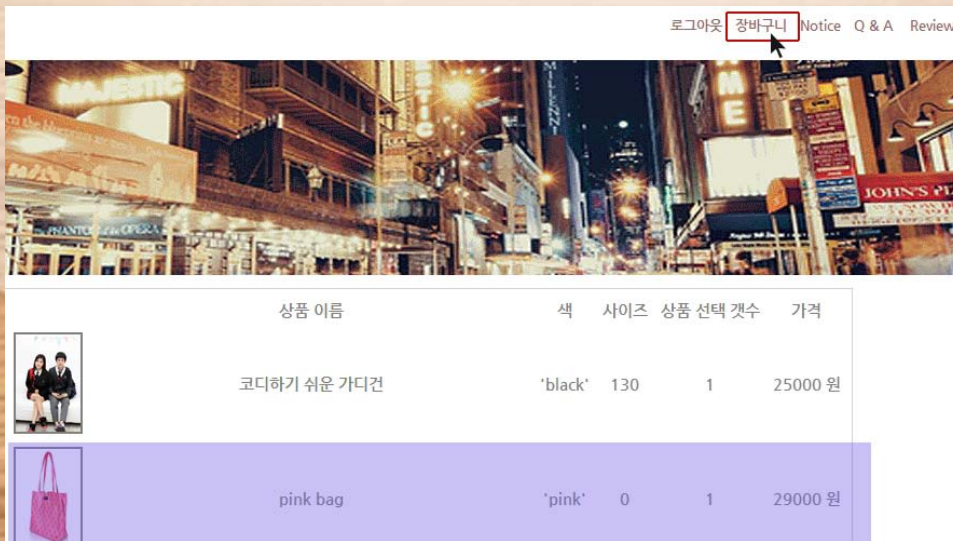 로그아웃 장바구니 Notice Q & A Review
MAJESTIC
MILLENNI
JOHN'S PI
PHANTOM of the OPERA
상품 이름 색 사이즈 상품 선택 갯수 가격
코디하기 쉬운 가디건 'black' 130 1 25000 원
pink bag 'pink' 0 1 29000 원